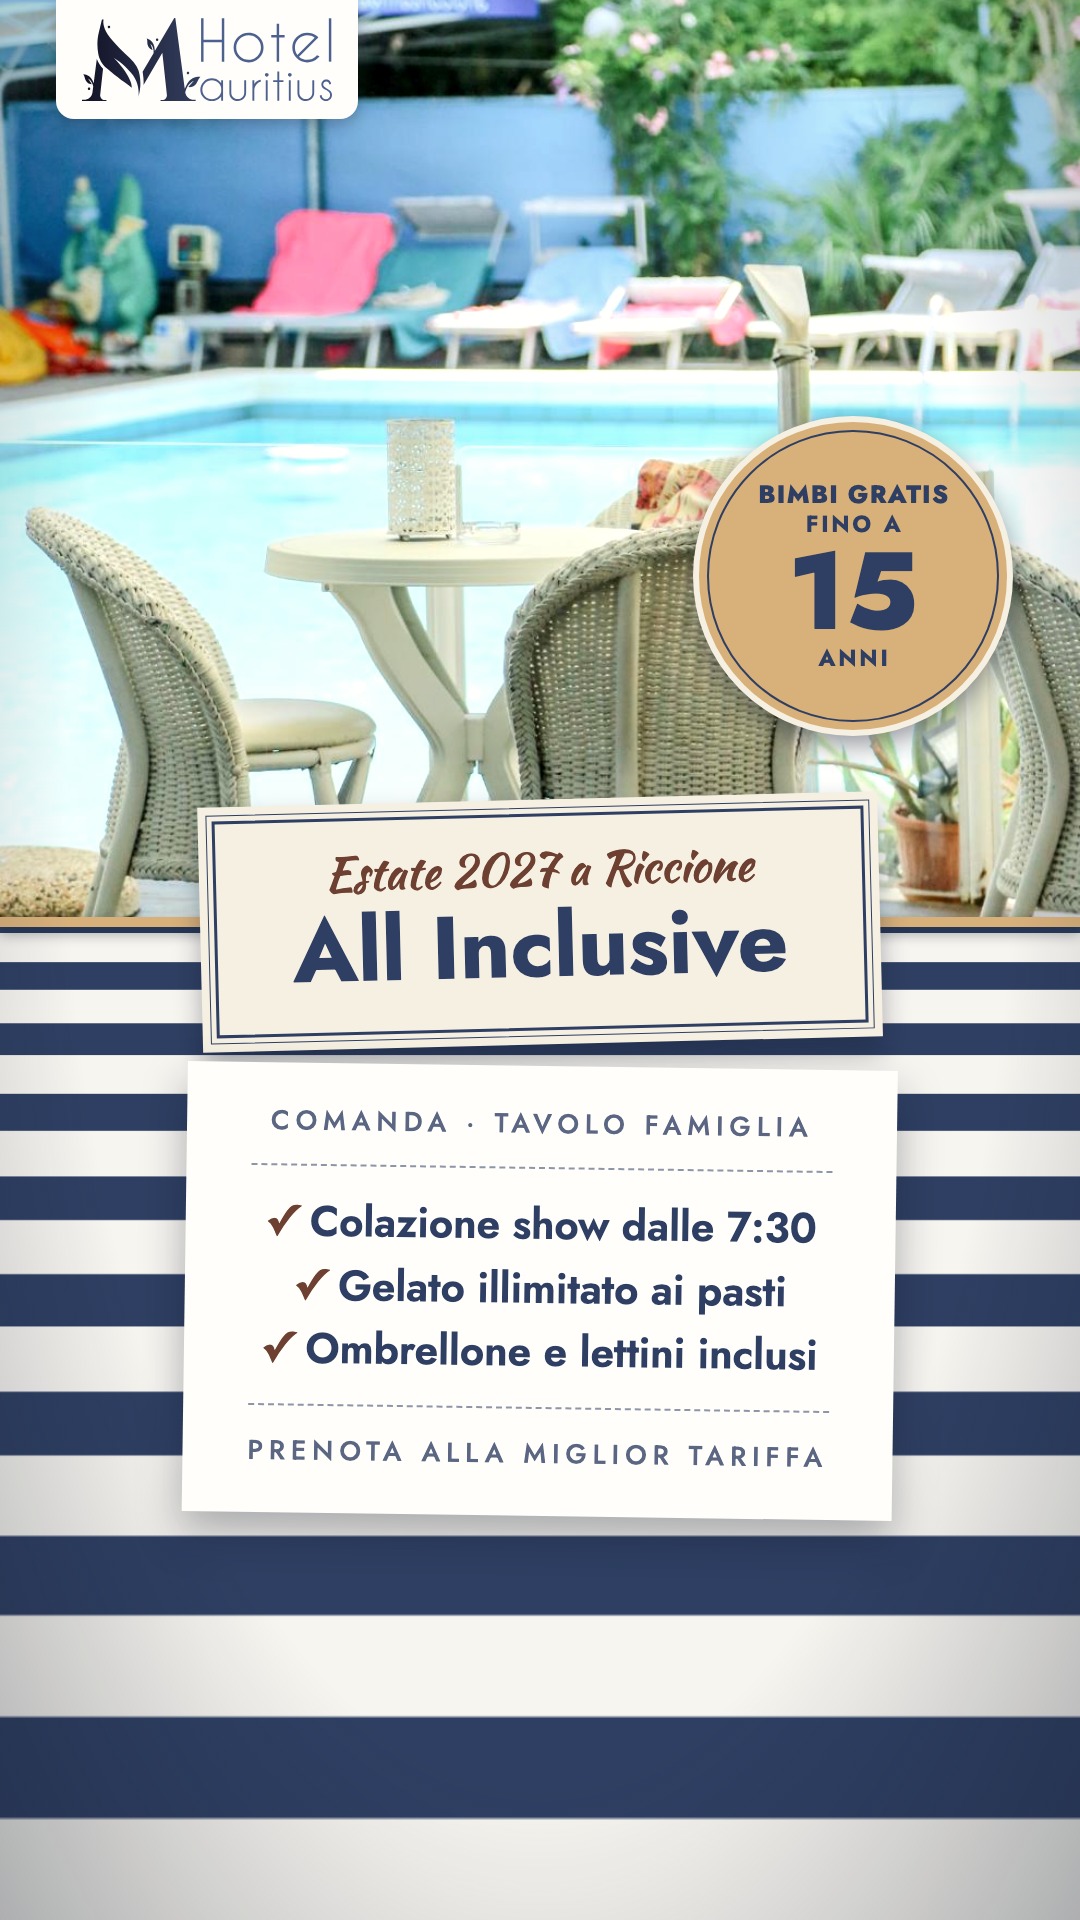 Hotel
Mauritius
BIMBI GRATIS
FINO A
15
ANNI
Estate 2027 a Riccione
All Inclusive
COMANDA · TAVOLO FAMIGLIA
✔ Colazione show dalle 7:30
✔ Gelato illimitato ai pasti
✔ Ombrellone e lettini inclusi
PRENOTA ALLA MIGLIOR TARIFFA